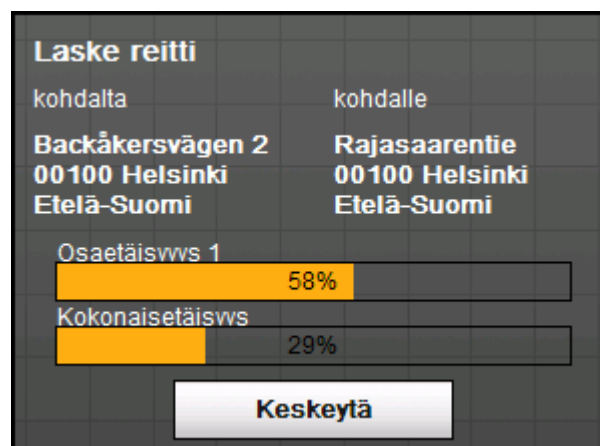 Laske reitti
kohdalta
kohdalle
Backåkersvägen 2
00100 Helsinki
Etelä-Suomi
Rajasaarentie
00100 Helsinki
Etelä-Suomi
Osaetäisyys 1
58%
Kokonaisetäisyys
29%
Keskeytä